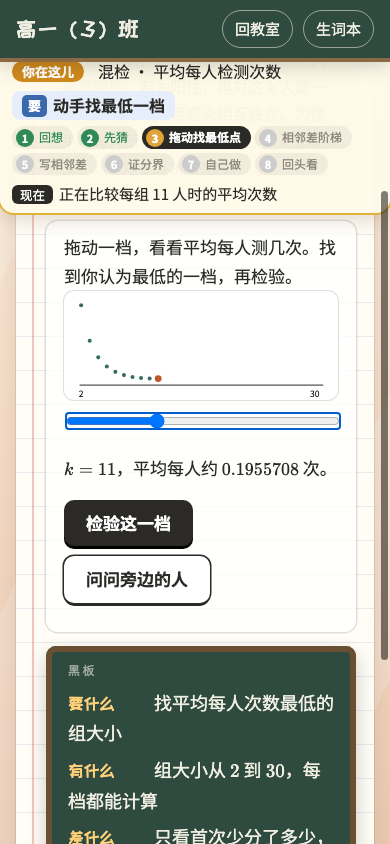 高一（3）班
回教室
生词本
你在这儿 混检 · 平均每人检测次数
要 动手找最低一档
1 回想
2 先猜
3 拖动找最低点
4 相邻差阶梯
5 写相邻差
6 证分界
7 自己做
8 回头看
现在 正在比较每组 11 人时的平均次数
拖动一档，看看平均每人测几次。找
到你认为最低的一档，再检验。
2
30
k = 11，平均每人约 0.1955708 次。
检验这一档
问问旁边的人
黑板
要什么 找平均每人次数最低的
组大小
有什么 组大小从 2 到 30，每
档都能计算
差什么 只看首次少分了多少，